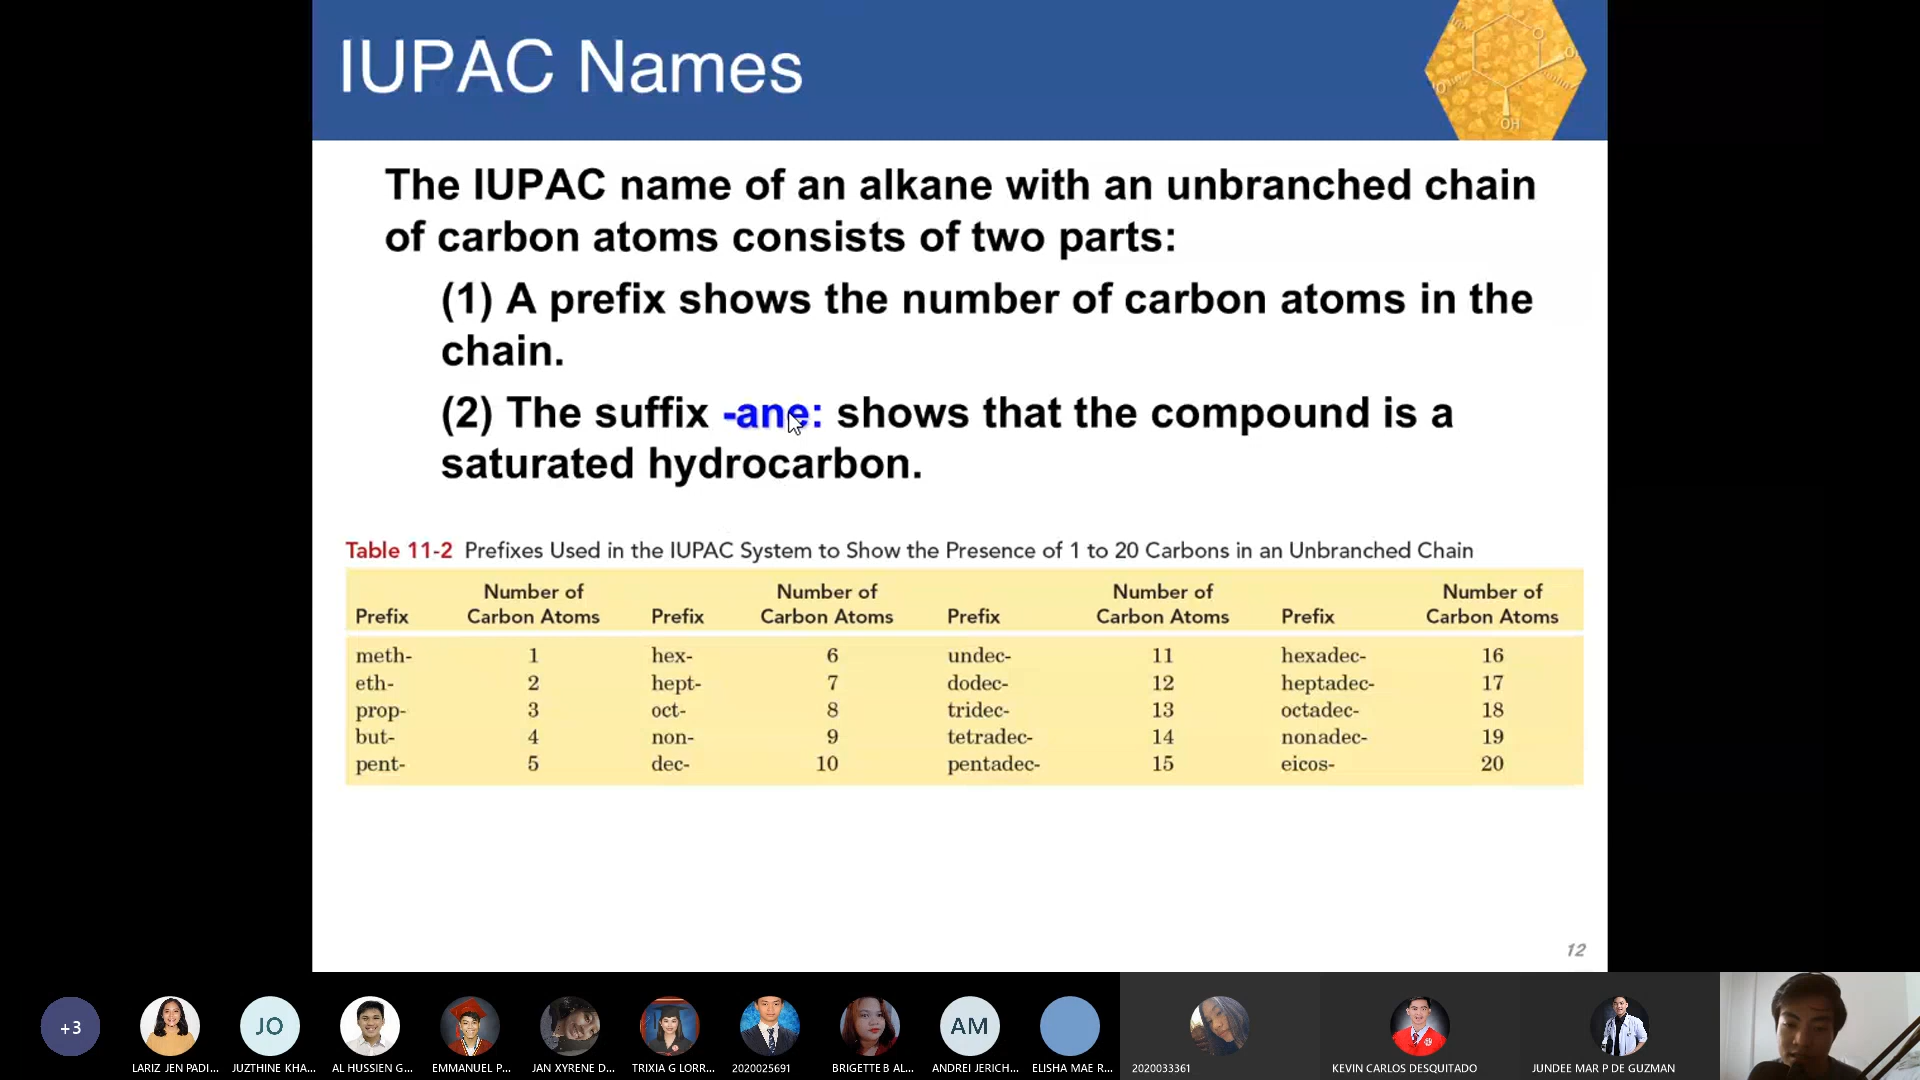 IUPAC Names
O
O
O
OH
The IUPAC name of an alkane with an unbranched chain
of carbon atoms consists of two parts:
(1) A prefix shows the number of carbon atoms in the
chain.
(2) The suffix -ane: shows that the compound is a
saturated hydrocarbon.
Table 11-2 Prefixes Used in the IUPAC System to Show the Presence of 1 to 20 Carbons in an Unbranched Chain
Number of Number of Number of Number of
Prefix Carbon Atoms Prefix Carbon Atoms Prefix Carbon Atoms Prefix Carbon Atoms
meth- 1 hex- 6 undec- 11 hexadec- 16
eth- 2 hept- 7 dodec- 12 heptadec- 17
prop- 3 oct- 8 tridec- 13 octadec- 18
but- 4 non- 9 tetradec- 14 nonadec- 19
pent- 5 dec- 10 pentadec- 15 eicos- 20
12
+3 JO AM
LARIZ JEN PADI... JUZTHINE KHA... AL HUSSIEN G... EMMANUEL P... JAN XYRENE D... TRIXIA G LORR... 2020025691 BRIGETTE B AL... ANDREI JERICH... ELISHA MAE R... 2020033361 KEVIN CARLOS DESQUITADO JUNDEE MAR P DE GUZMAN